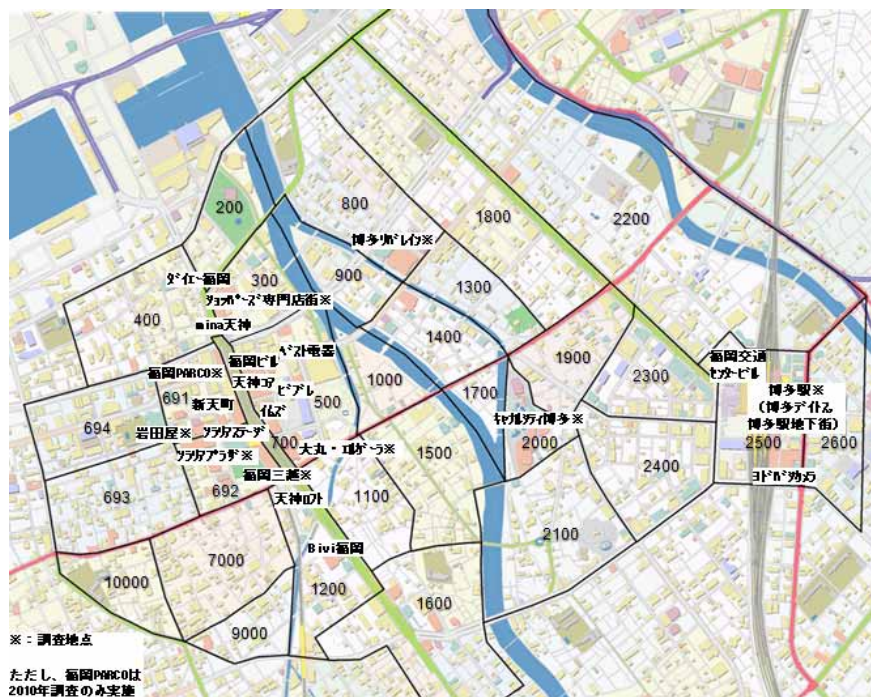 200
800
1800
2200
博多リバレイン※
ダイエー福岡
300
900
1300
ショッパーズ専門店街※
400
mina天神
1400
福岡ビル
ベスト電器
1900
福岡交通
センタービル
福岡PARCO※
天神コア
ビブレ
1000
1700
2300
691
新天町
イムズ
500
博多駅※
(博多デイトス、
博多駅地下街)
694
岩田屋※
ソラリアステージ
700
大丸・エルガーラ※
キャナルシティ博多※
2000
2500
2600
ソラリアプラザ※
1500
2400
福岡三越※
ヨドバシカメラ
693
692
天神ロフト
1100
2100
Bivi福岡
7000
10000
1200
1600
9000
※:調査地点
ただし、福岡PARCOは
2010年調査のみ実施